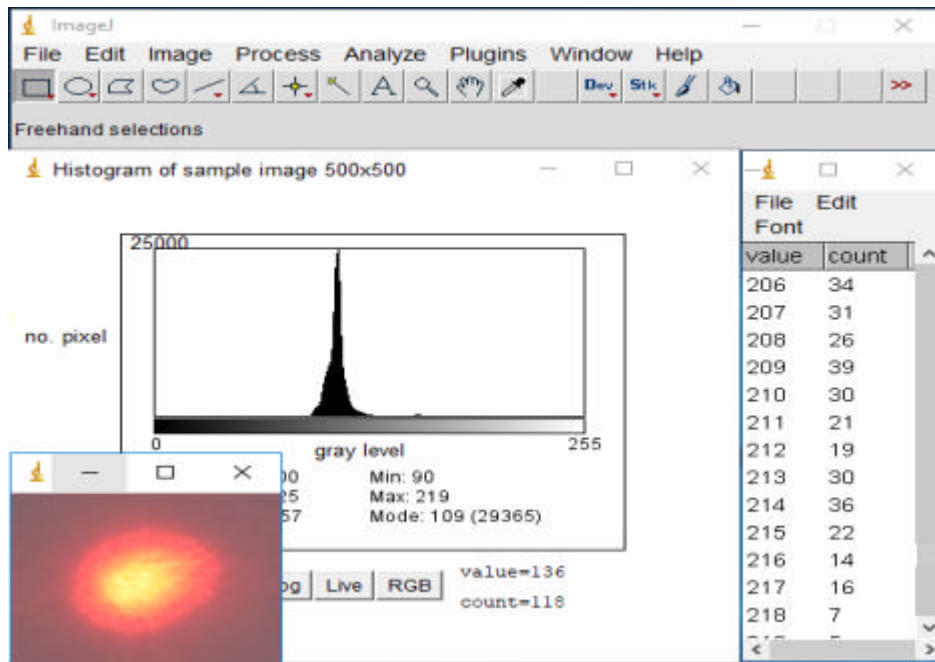 ImageJ
File Edit Image Process Analyze Plugins Window Help
Dev Stk >>
Freehand selections
Histogram of sample image 500x500
25000
no. pixel
0 255
gray level
00 Min: 90
25 Max: 219
57 Mode: 109 (29365)
Live RGB
value=136
count=118
File Edit
Font
value count
206 34
207 31
208 26
209 39
210 30
211 21
212 19
213 30
214 36
215 22
216 14
217 16
218 7